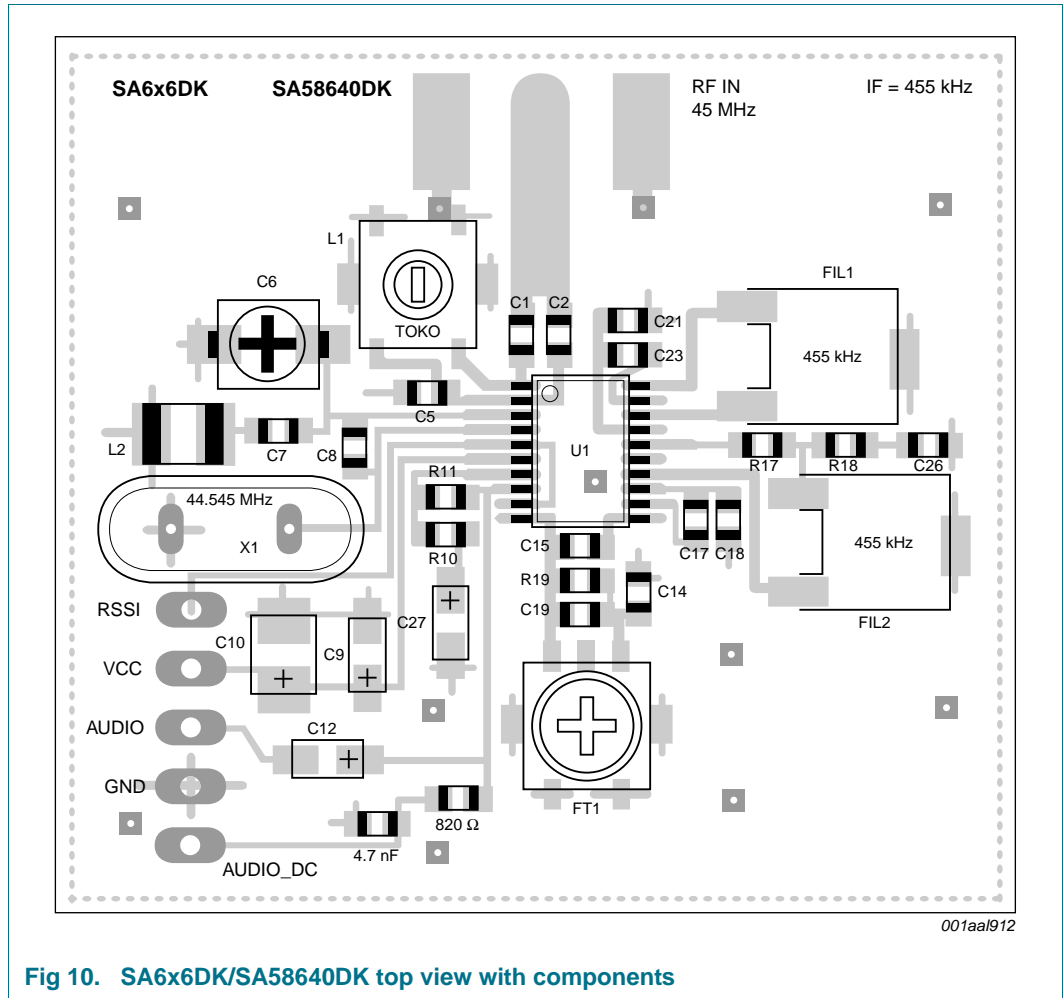 SA6x6DK SA58640DK RF IN IF = 455 kHz
45 MHz
L1
C6
FIL1
C1 C2
C21
TOKO
C23
455 kHz
C5
L2
C7
C8
U1
R17 R18 C26
R11
44.545 MHz
X1
R10
C15
C17 C18
455 kHz
RSSI
R19
C14
C10
C9
C27
C19
FIL2
VCC
AUDIO
C12
GND
FT1
820 Ω
4.7 nF
AUDIO_DC
001aal912
Fig 10. SA6x6DK/SA58640DK top view with components